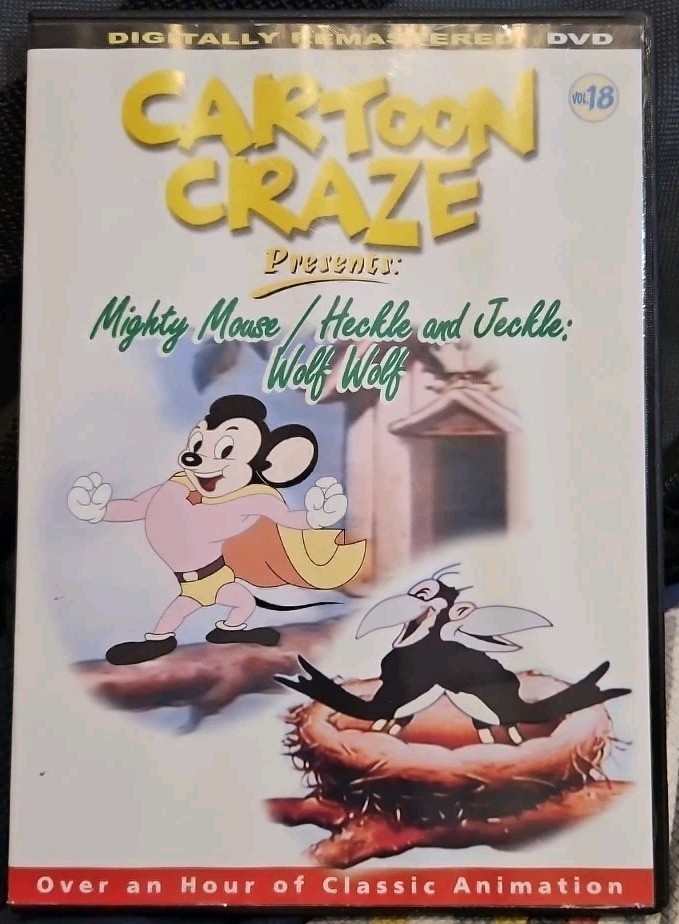 DIGITALLY REMASTERED DVD
CARTOON
VOL.18
CRAZE
Presents:
Mighty Mouse / Heckle and Jeckle:
Wolf Wolf
Over an Hour of Classic Animation